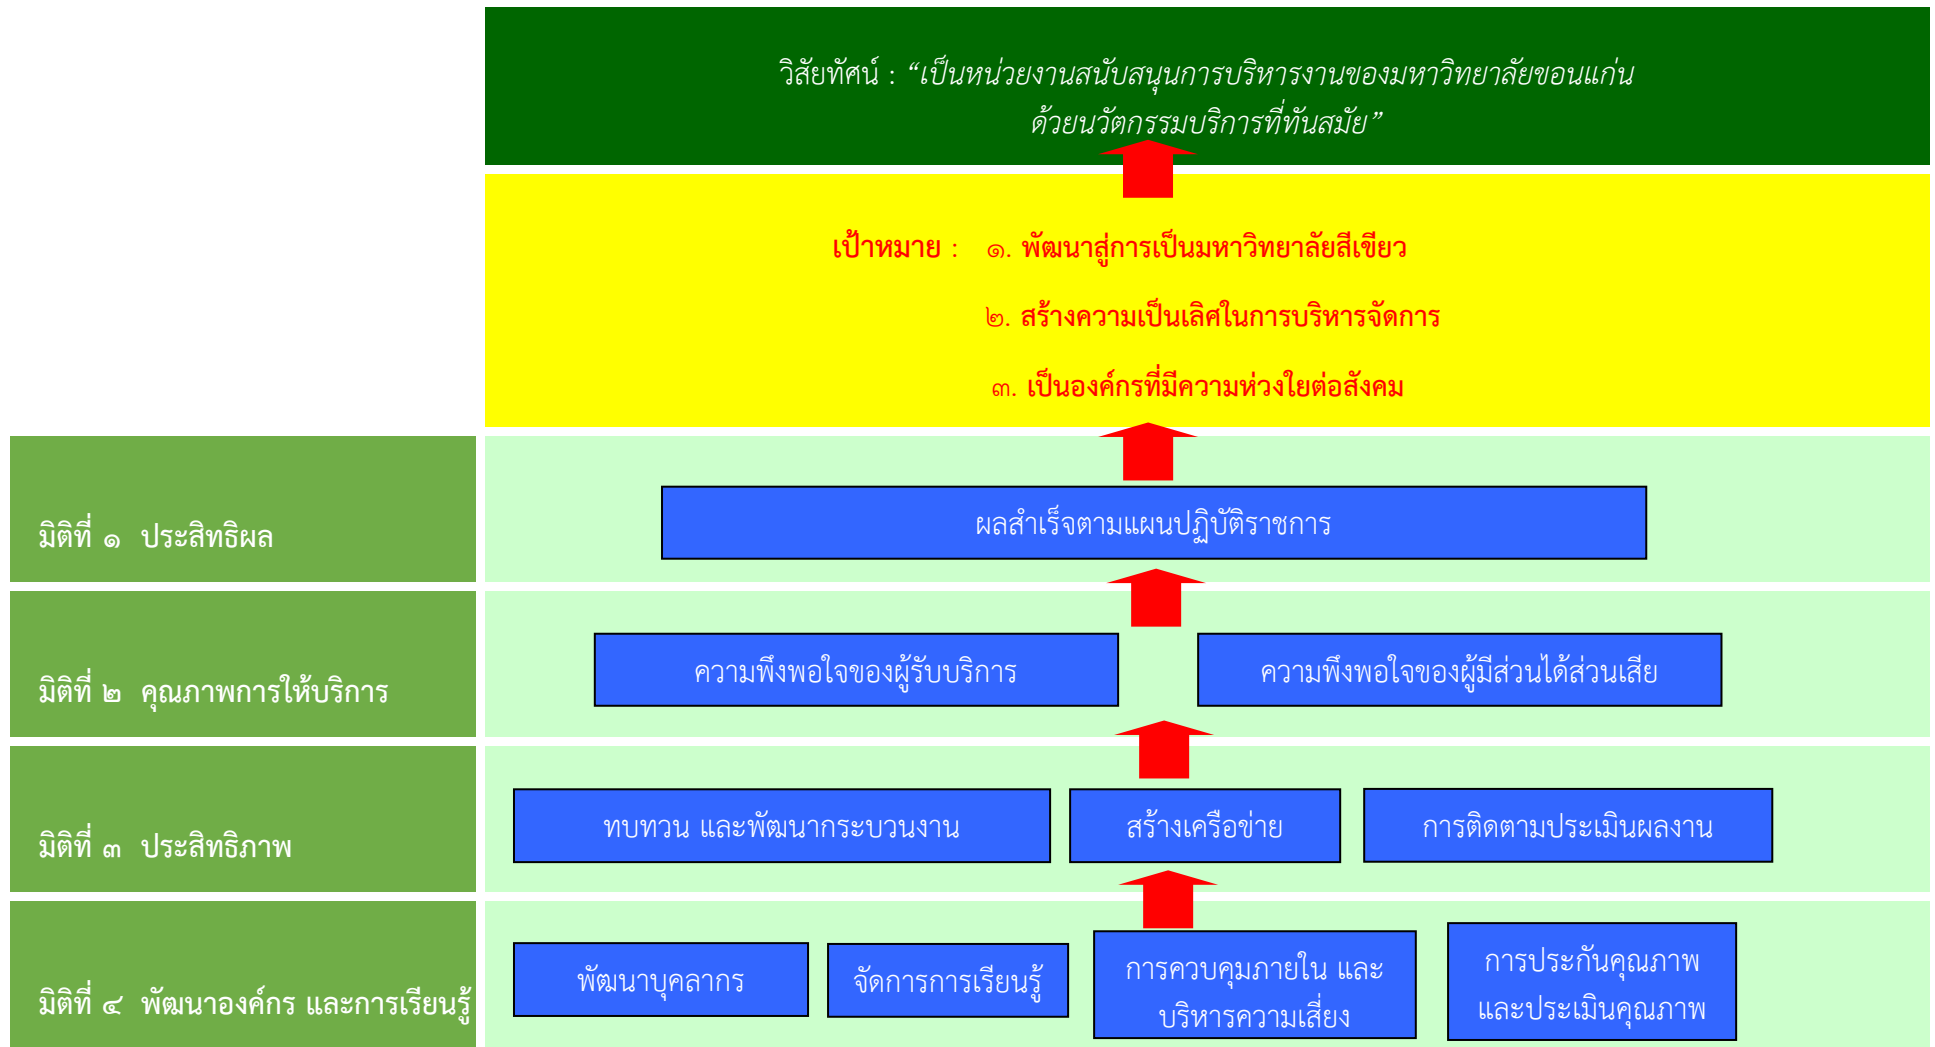 วิสัยทัศน์ : “เป็นหน่วยงานสนับสนุนการบริหารงานของมหาวิทยาลัยขอนแก่น
ด้วยนวัตกรรมบริการที่ทันสมัย”
เป้าหมาย : ๑. พัฒนาสู่การเป็นมหาวิทยาลัยสีเขียว
๒. สร้างความเป็นเลิศในการบริหารจัดการ
๓. เป็นองค์กรที่มีความห่วงใยต่อสังคม
มิติที่ ๑ ประสิทธิผล
ผลสำเร็จตามแผนปฏิบัติราชการ
มิติที่ ๒ คุณภาพการให้บริการ
ความพึงพอใจของผู้รับบริการ
ความพึงพอใจของผู้มีส่วนได้ส่วนเสีย
มิติที่ ๓ ประสิทธิภาพ
ทบทวน และพัฒนากระบวนงาน
สร้างเครือข่าย
การติดตามประเมินผลงาน
มิติที่ ๔ พัฒนาองค์กร และการเรียนรู้
พัฒนาบุคลากร
จัดการการเรียนรู้
การควบคุมภายใน และ
บริหารความเสี่ยง
การประกันคุณภาพ
และประเมินคุณภาพ